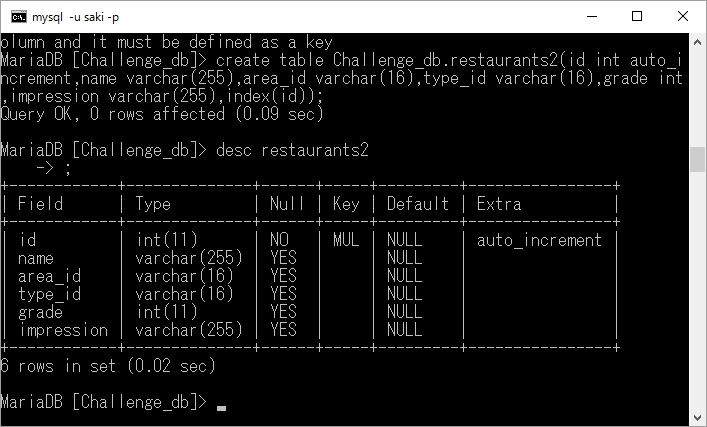 mysql -u saki -p
olumn and it must be defined as a key
MariaDB [Challenge_db]> create table Challenge_db.restaurants2(id int auto_i
ncrement,name varchar(255),area_id varchar(16),type_id varchar(16),grade int
,impression varchar(255),index(id));
Query OK, 0 rows affected (0.09 sec)
MariaDB [Challenge_db]> desc restaurants2
    -> ;
+------------+--------------+------+-----+---------+----------------+
| Field      | Type         | Null | Key | Default | Extra          |
+------------+--------------+------+-----+---------+----------------+
| id         | int(11)      | NO   | MUL | NULL    | auto_increment |
| name       | varchar(255) | YES  |     | NULL    |                |
| area_id    | varchar(16)  | YES  |     | NULL    |                |
| type_id    | varchar(16)  | YES  |     | NULL    |                |
| grade      | int(11)      | YES  |     | NULL    |                |
| impression | varchar(255) | YES  |     | NULL    |                |
+------------+--------------+------+-----+---------+----------------+
6 rows in set (0.02 sec)
MariaDB [Challenge_db]> _